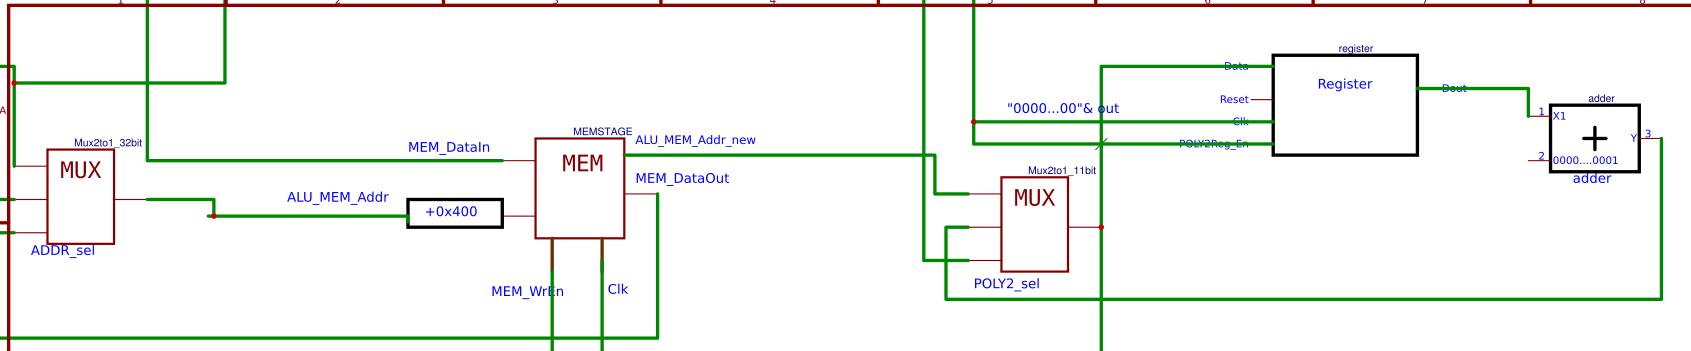 1 2 3 4 5 6 7 8
A
Mux2to1_32bit
MUX
ADDR_sel
MEM_DataIn
ALU_MEM_Addr
+0x400
MEMSTAGE
MEM
ALU_MEM_Addr_new
MEM_DataOut
MEM_WrEn
Clk
Mux2to1_11bit
MUX
POLY2_sel
"0000...00"& out
register
Register
Data
Reset
Clk
POLY2Reg_En
Dout
adder
1
X1
2
0000....0001
Y
3
adder